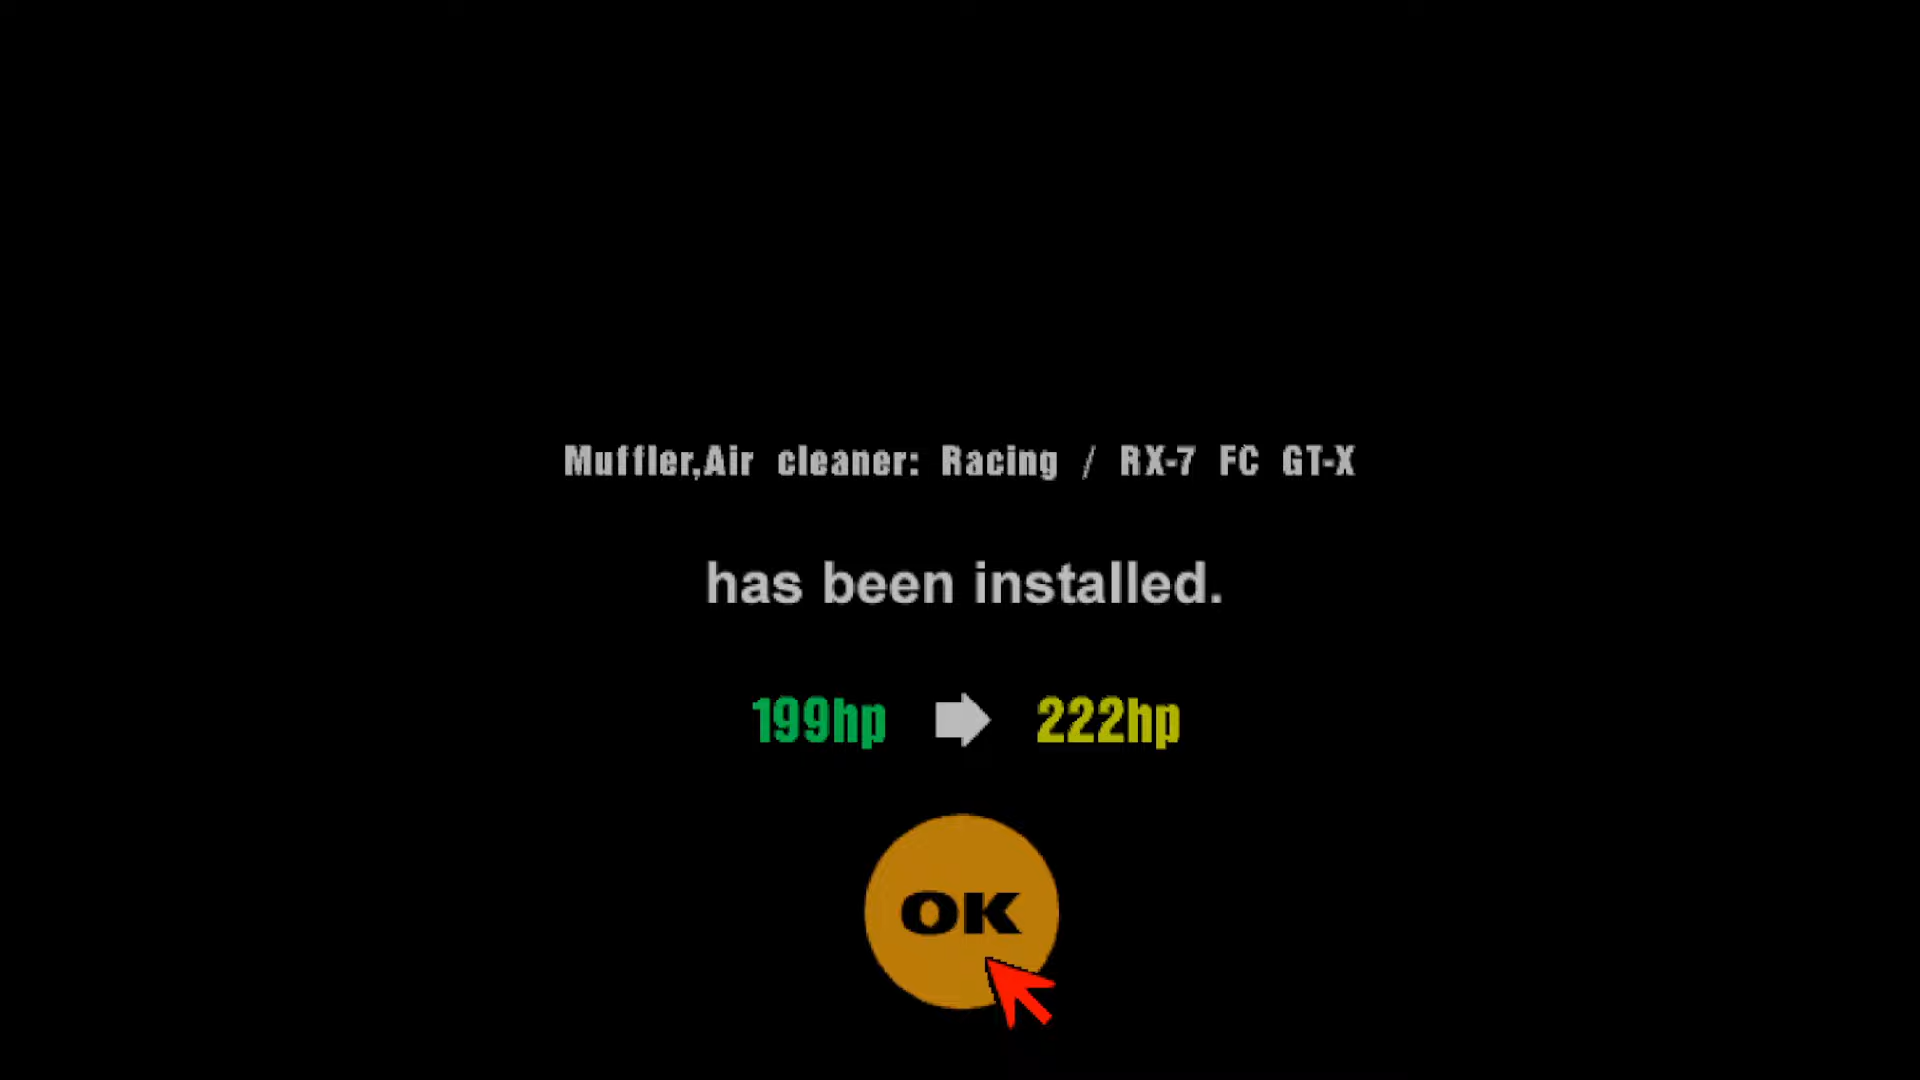 Muffler,Air cleaner: Racing / RX-7 FC GT-X
has been installed.
199hp 222hp
OK